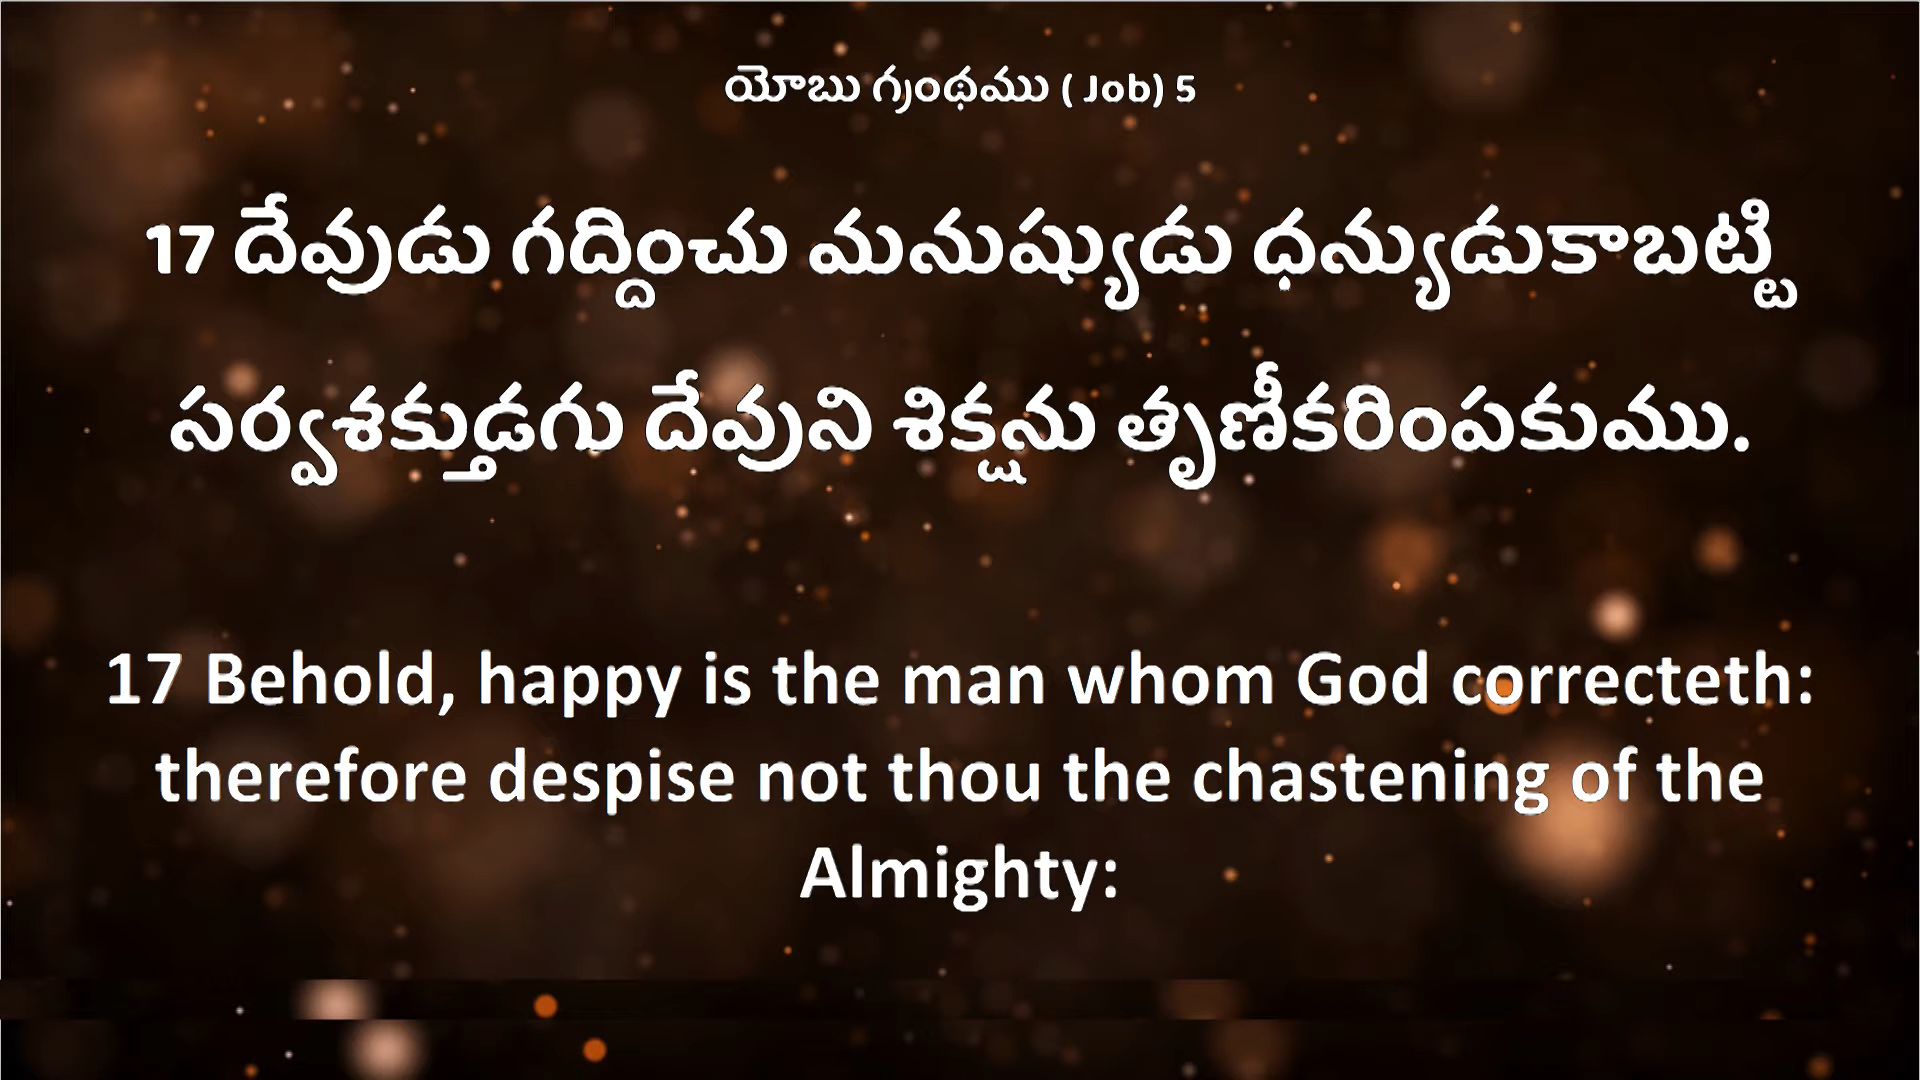 యోబు గ్రంథము ( Job) 5
17 దేవుడు గద్దించు మనుష్యుడు ధన్యుడుకాబట్టి
సర్వశక్తుడగు దేవుని శిక్షను తృణీకరింపకుము.
17 Behold, happy is the man whom God correcteth:
therefore despise not thou the chastening of the
Almighty: